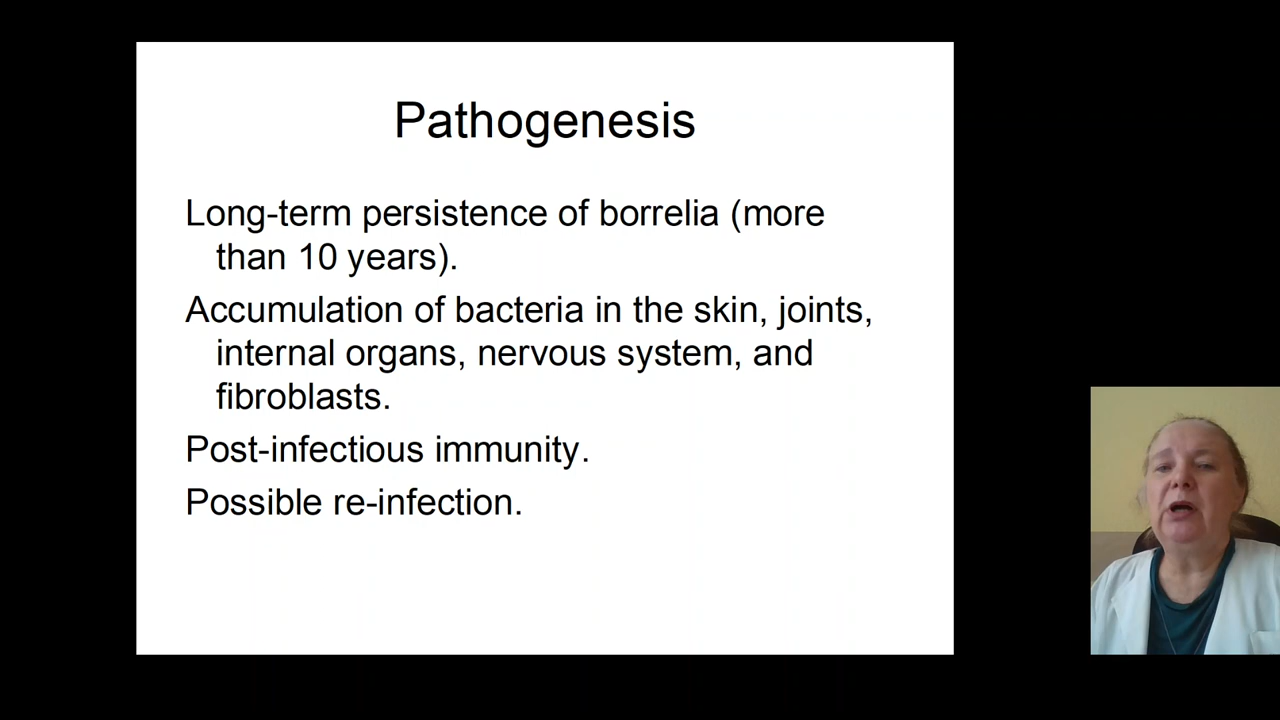 Pathogenesis
Long-term persistence of borrelia (more
than 10 years).
Accumulation of bacteria in the skin, joints,
internal organs, nervous system, and
fibroblasts.
Post-infectious immunity.
Possible re-infection.